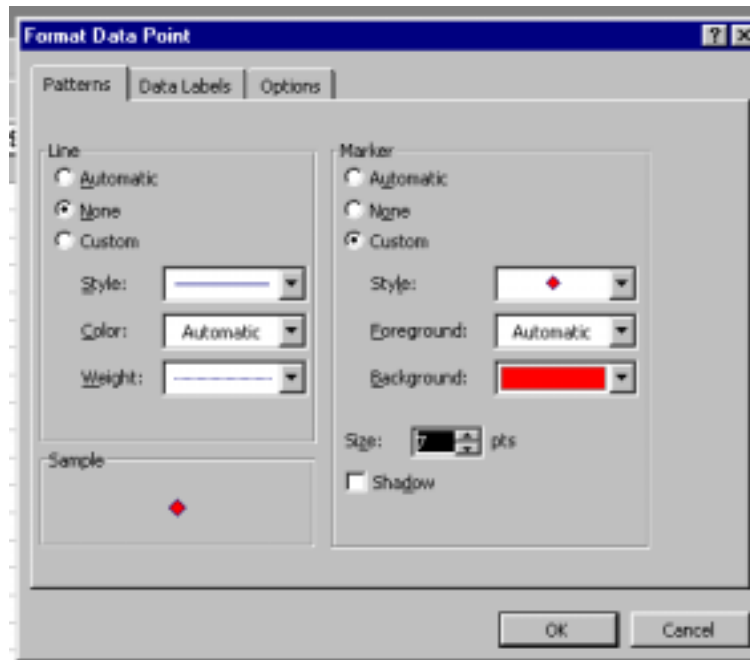 Format Data Point
Patterns Data Labels Options
Line
Automatic
None
Custom
Style:
Color: Automatic
Weight:
Sample
Marker
Automatic
None
Custom
Style:
Foreground: Automatic
Background:
Size: 7 pts
Shadow
OK Cancel